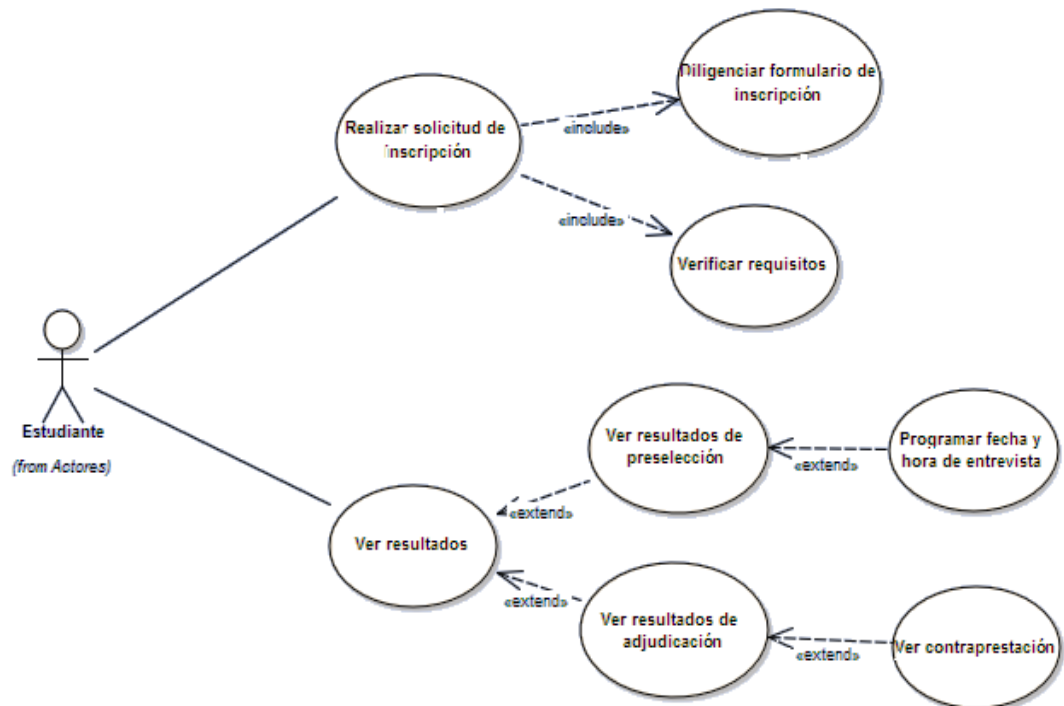 Diligenciar formulario de
inscripción
Realizar solicitud de
inscripción
«include»
«include»
Verificar requisitos
Estudiante
(from Actores)
Ver resultados de
preselección
Programar fecha y
hora de entrevista
«extend»
«extend»
Ver resultados
«extend»
Ver resultados de
adjudicación
Ver contraprestación
«extend»